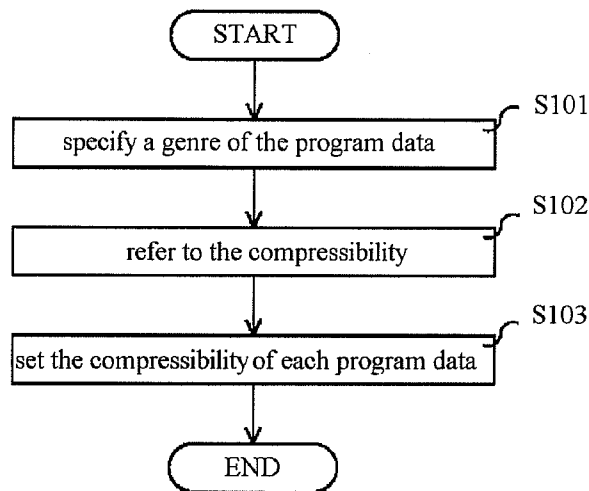 START
S101
specify a genre of the program data
S102
refer to the compressibility
S103
set the compressibility of each program data
END